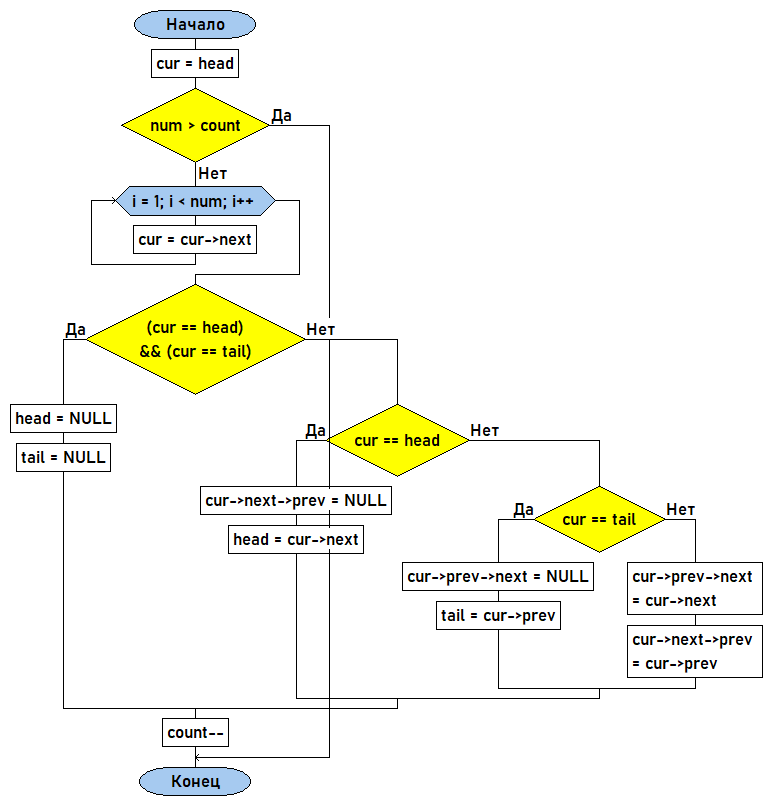 Начало
cur = head
num > count
Да
Нет
i = 1; i < num; i++
cur = cur->next
(cur == head)
&& (cur == tail)
Да
Нет
head = NULL
tail = NULL
cur == head
Да
Нет
cur->next->prev = NULL
head = cur->next
cur == tail
Да
Нет
cur->prev->next = NULL
tail = cur->prev
cur->prev->next
= cur->next
cur->next->prev
= cur->prev
count--
Конец